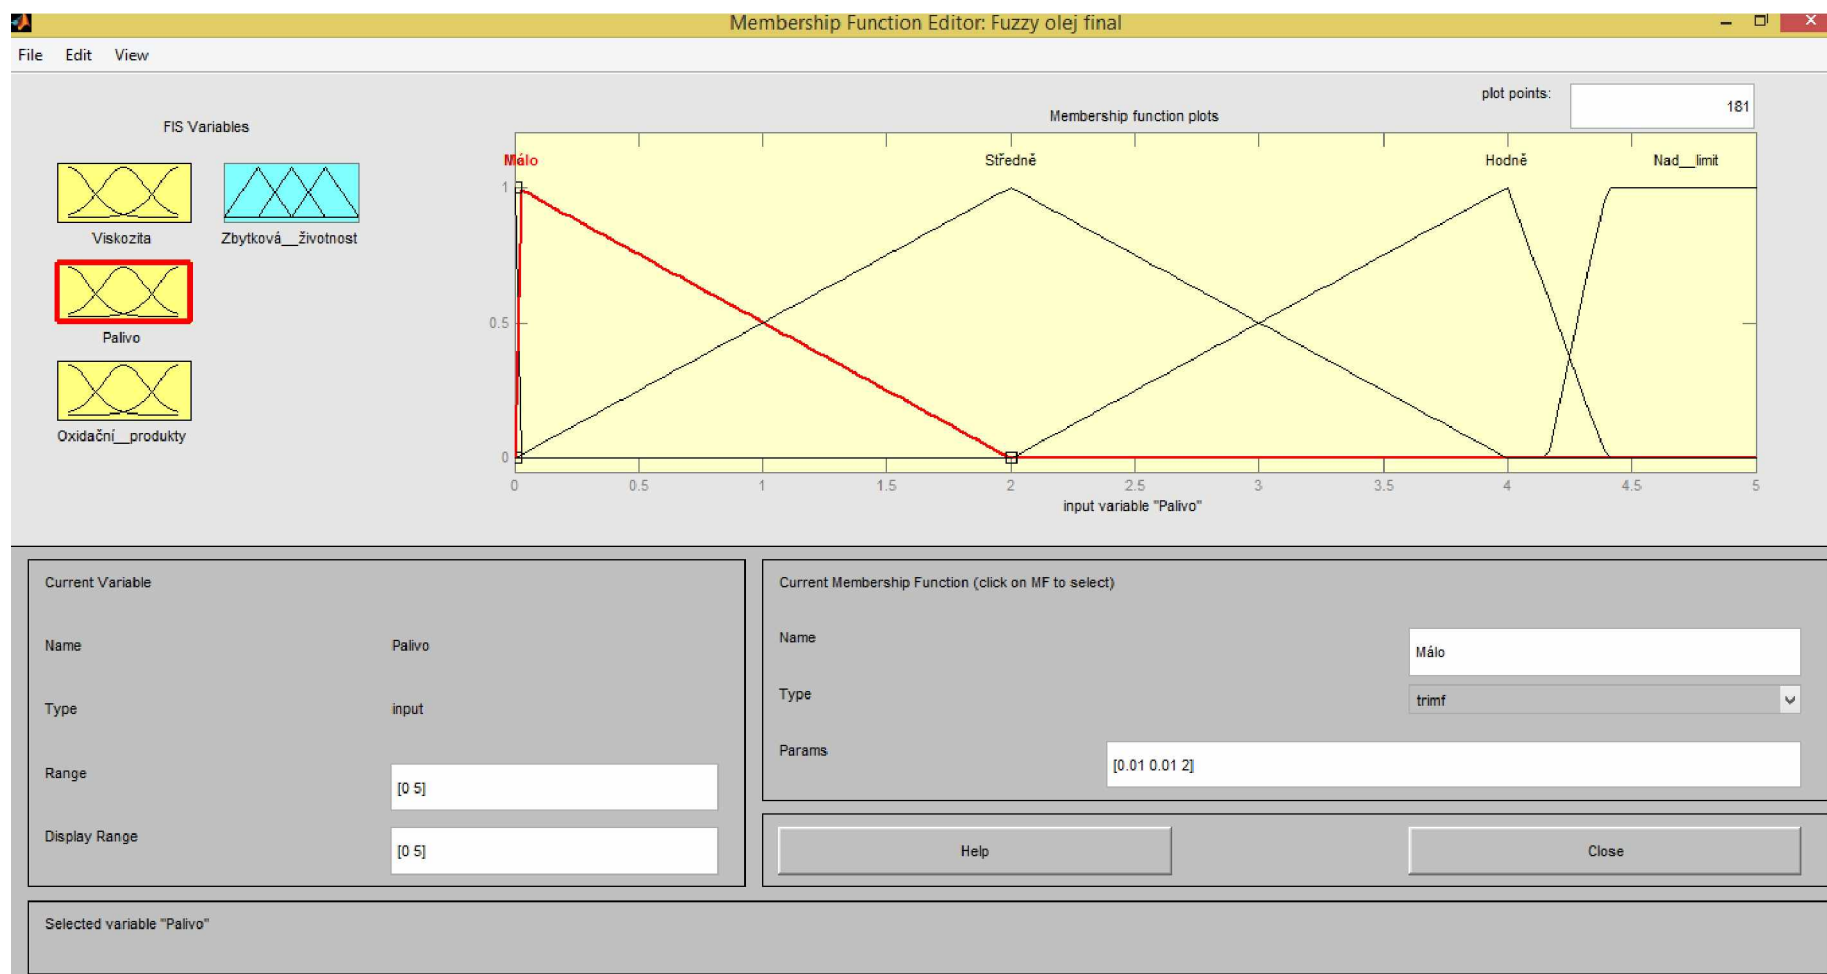 Membership Function Editor: Fuzzy olej final
File Edit View
plot points: 181
FIS Variables
Membership function plots
Viskozita
Zbytková__životnost
Palivo
Oxidační__produkty
Málo Středně Hodně Nad__limit
1
0.5
0
0 0.5 1 1.5 2 2.5 3 3.5 4 4.5 5
input variable "Palivo"
Current Variable
Name Palivo
Type input
Range [0 5]
Display Range [0 5]
Current Membership Function (click on MF to select)
Name Málo
Type trimf
Params [0.01 0.01 2]
Help Close
Selected variable "Palivo"